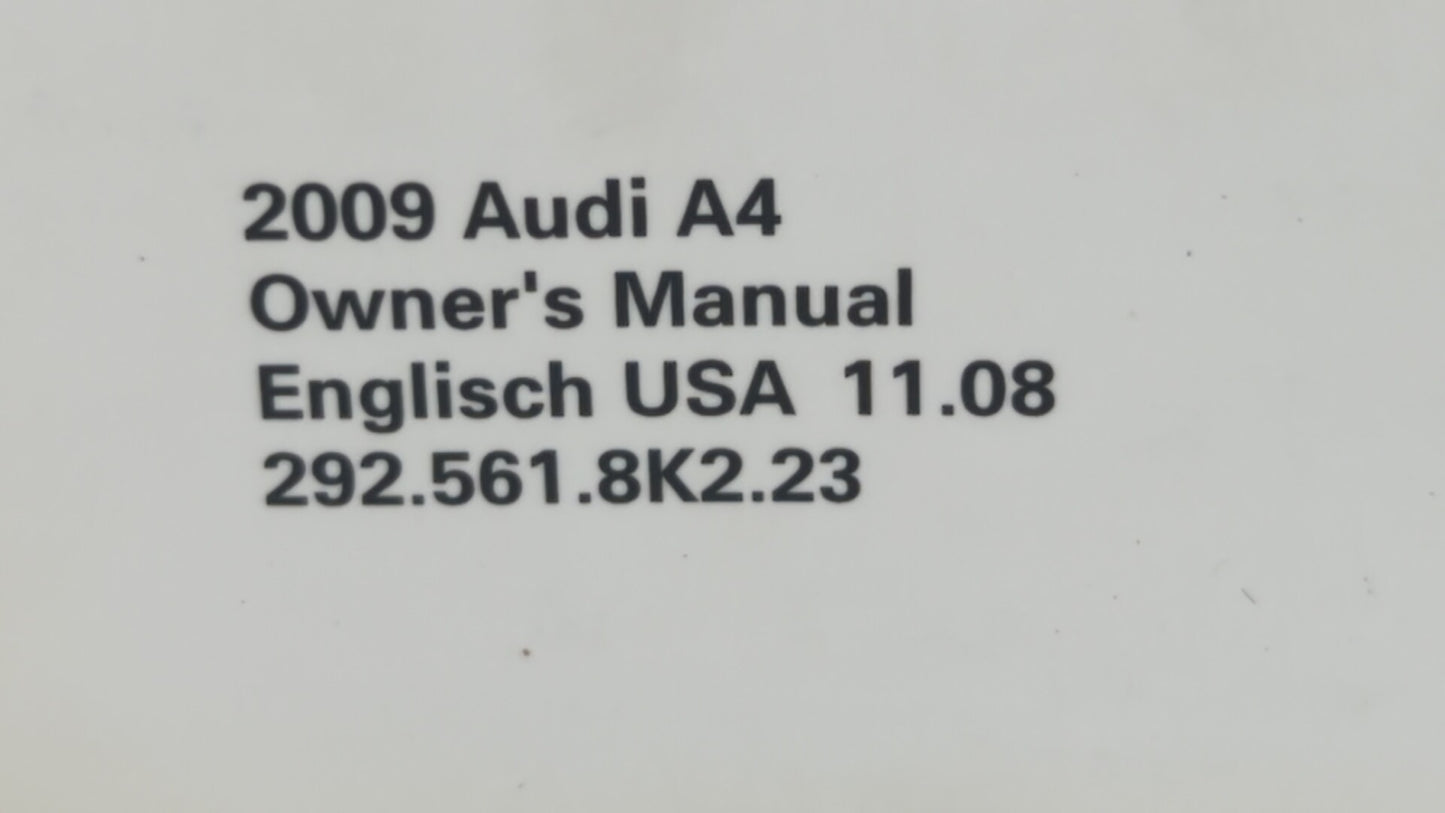 2009 Audi A4
Owner's Manual
Englisch USA 11.08
292.561.8K2.23